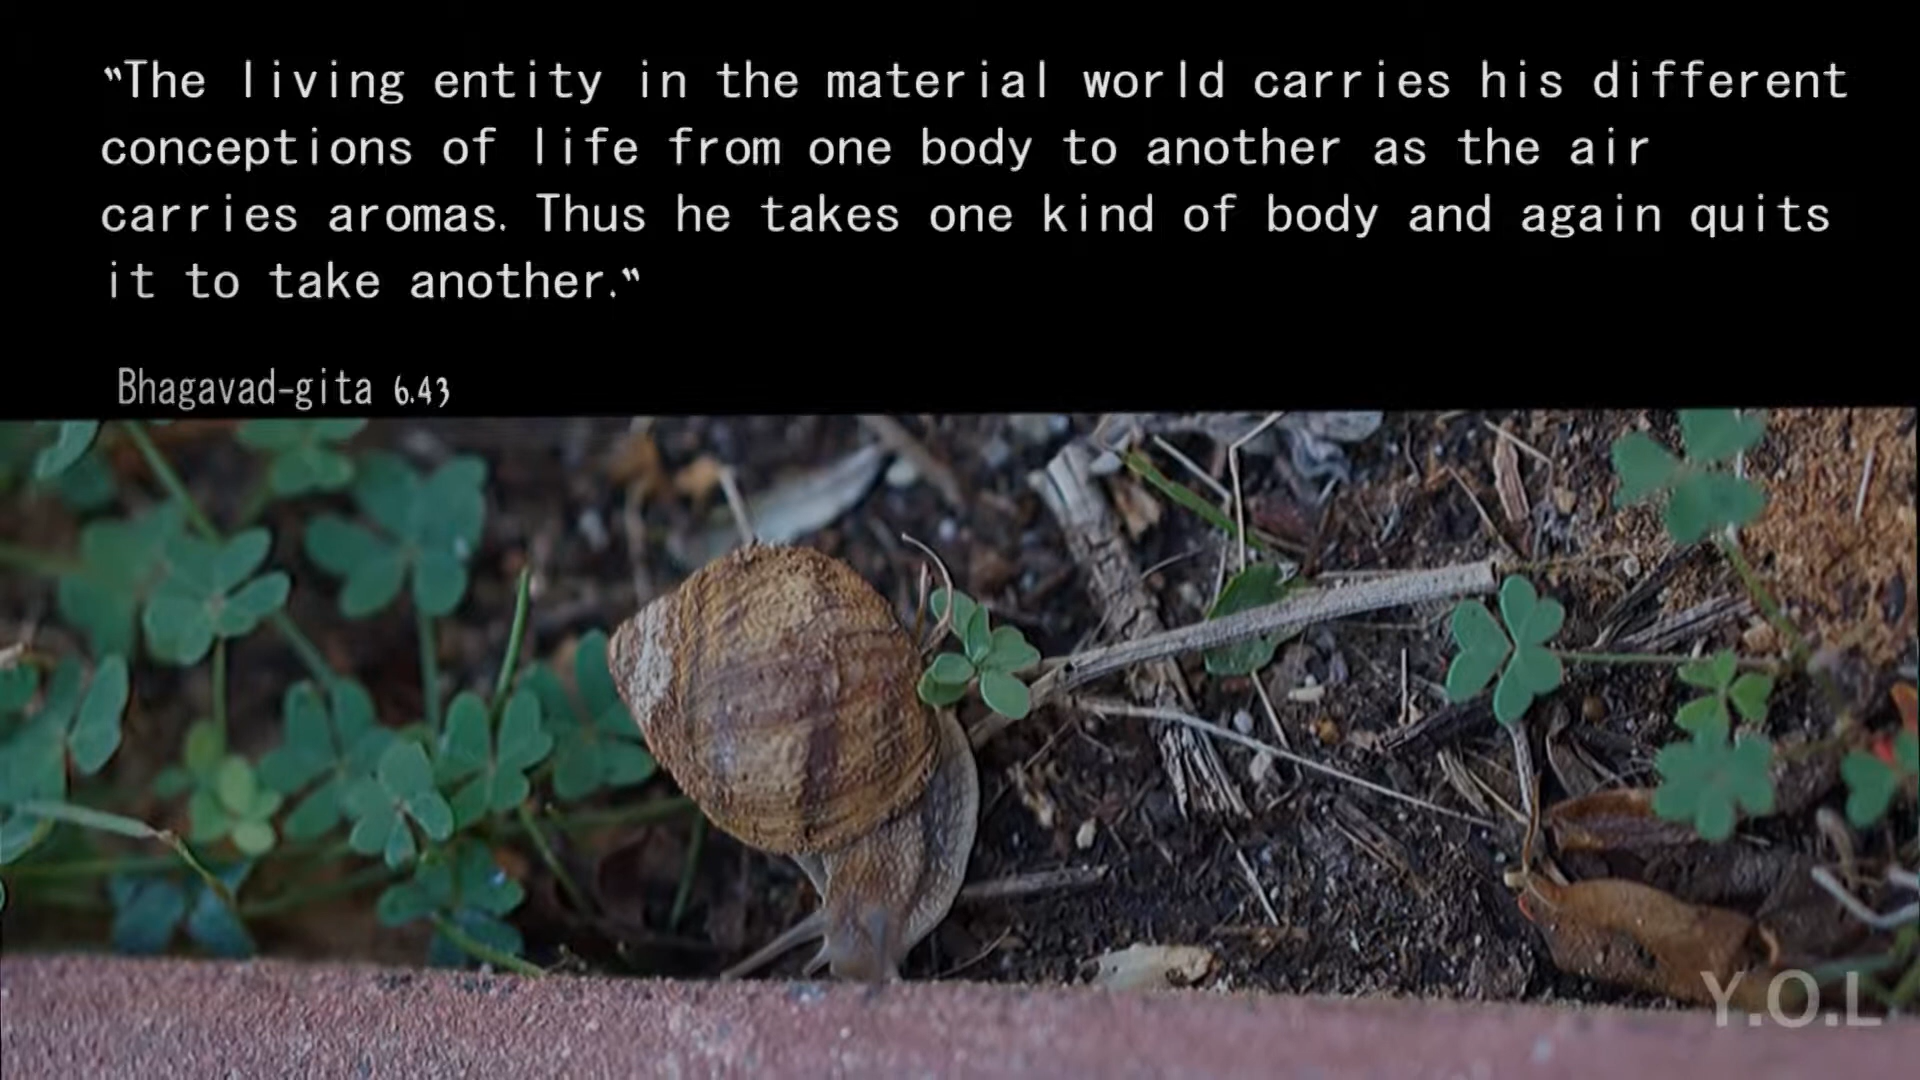 "The living entity in the material world carries his different
conceptions of life from one body to another as the air
carries aromas. Thus he takes one kind of body and again quits
it to take another."
Bhagavad-gita 6.43
Y.O.L